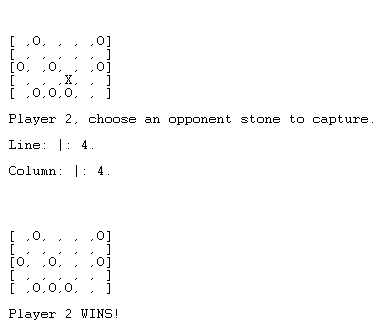 [ ,O, , , ,O]
[ , , , , , ]
[O, ,O, , ,O]
[ , , ,X, , ]
[ ,O,O,O, , ]
Player 2, choose an opponent stone to capture.
Line: |: 4.
Column: |: 4.
[ ,O, , , ,O]
[ , , , , , ]
[O, ,O, , ,O]
[ , , , , , ]
[ ,O,O,O, , ]
Player 2 WINS!